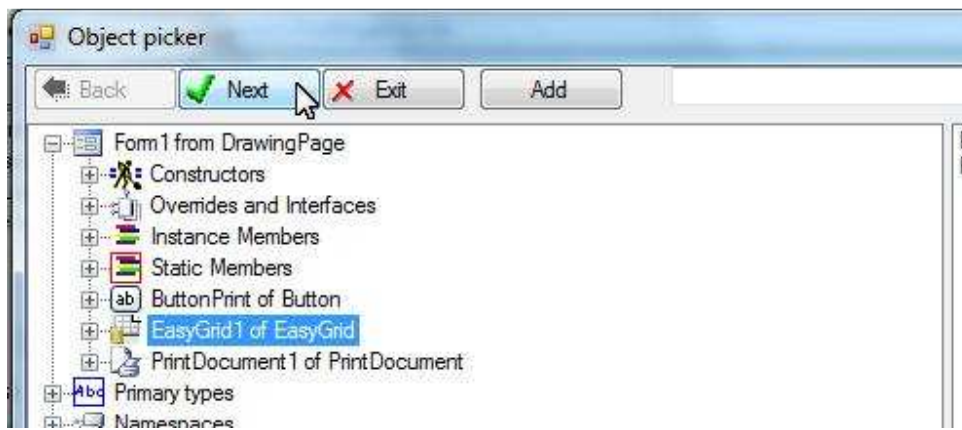 Object picker
Back Next Exit Add
Form1 from DrawingPage
Constructors
Overrides and Interfaces
Instance Members
Static Members
ab ButtonPrint of Button
EasyGrid1 of EasyGrid
PrintDocument1 of PrintDocument
Abc Primary types
Namespaces